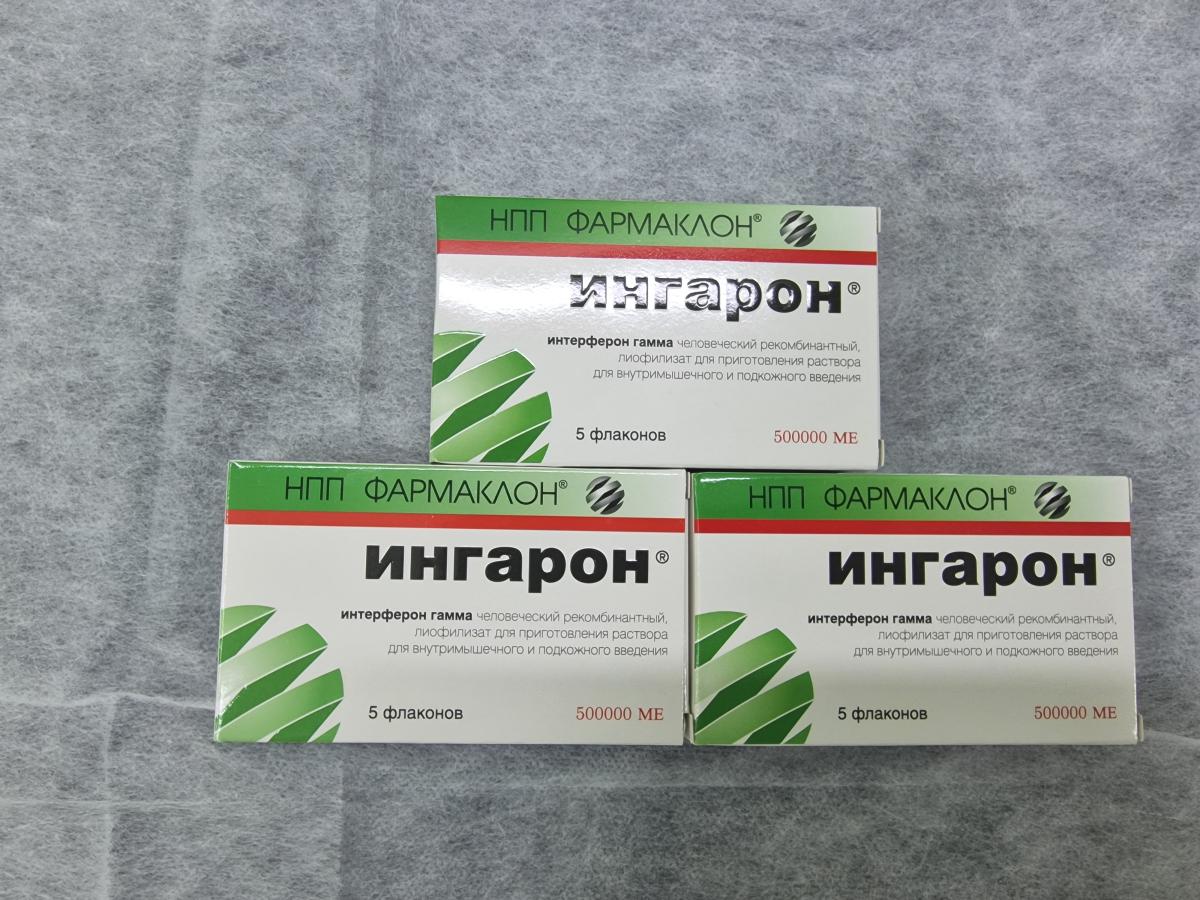 НПП ФАРМАКЛОН®
ингарон®
интерферон гамма человеческий рекомбинантный,
лиофилизат для приготовления раствора
для внутримышечного и подкожного введения
5 флаконов 500000 МЕ
НПП ФАРМАКЛОН®
ингарон®
интерферон гамма человеческий рекомбинантный,
лиофилизат для приготовления раствора
для внутримышечного и подкожного введения
5 флаконов 500000 МЕ
НПП ФАРМАКЛОН®
ингарон®
интерферон гамма человеческий рекомбинантный,
лиофилизат для приготовления раствора
для внутримышечного и подкожного введения
5 флаконов 500000 МЕ